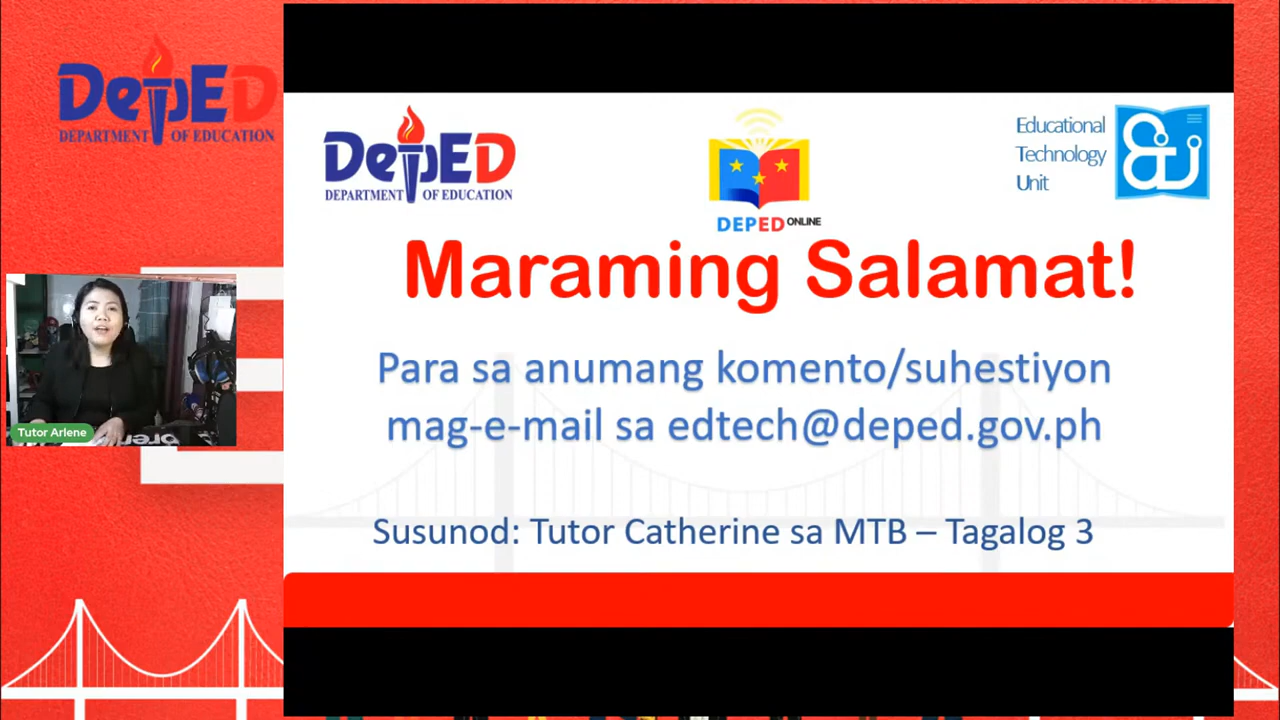 DepED
DEPARTMENT OF EDUCATION
DepED
DEPARTMENT OF EDUCATION
DEPED ONLINE
Educational
Technology
Unit
Maraming Salamat!
Para sa anumang komento/suhestiyon
mag-e-mail sa edtech@deped.gov.ph
Tutor Arlene
Susunod: Tutor Catherine sa MTB – Tagalog 3